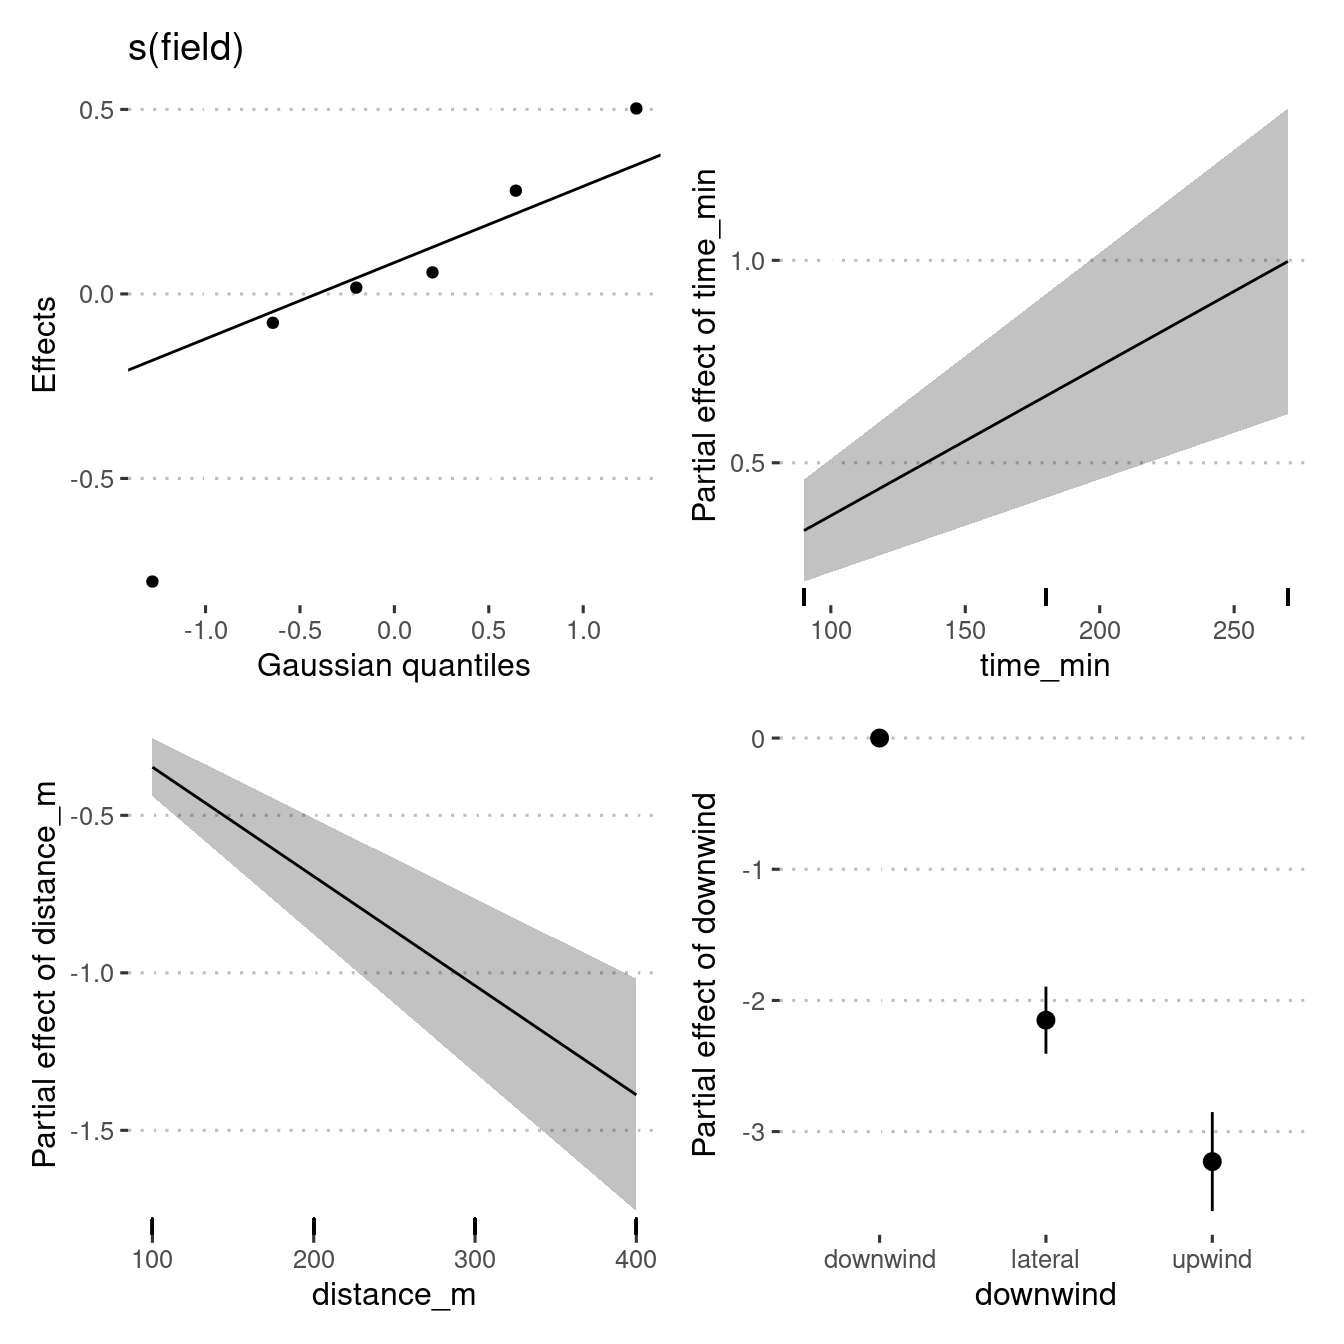 s(field)
Effects
0.5
0.0
-0.5
-1.0 -0.5 0.0 0.5 1.0
Gaussian quantiles
Partial effect of time_min
1.0
0.5
100 150 200 250
time_min
Partial effect of distance_m
-0.5
-1.0
-1.5
100 200 300 400
distance_m
Partial effect of downwind
0
-1
-2
-3
downwind lateral upwind
downwind